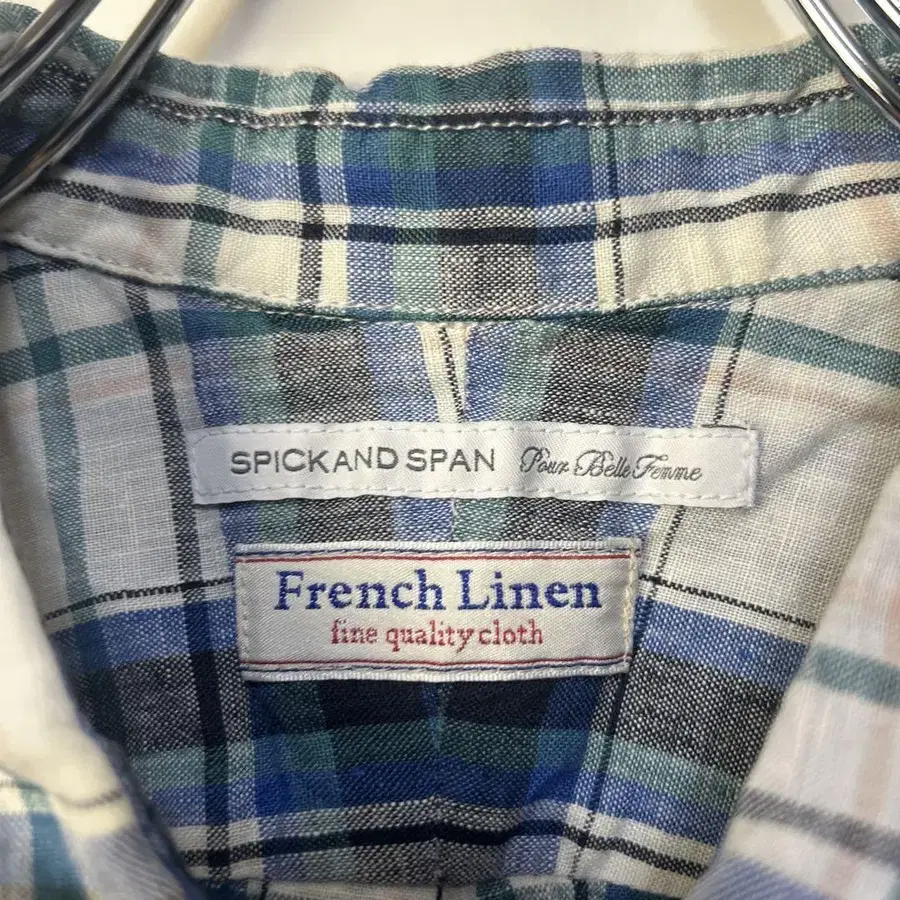 SPICK AND SPAN Pour Belle Femme
French Linen
fine quality cloth